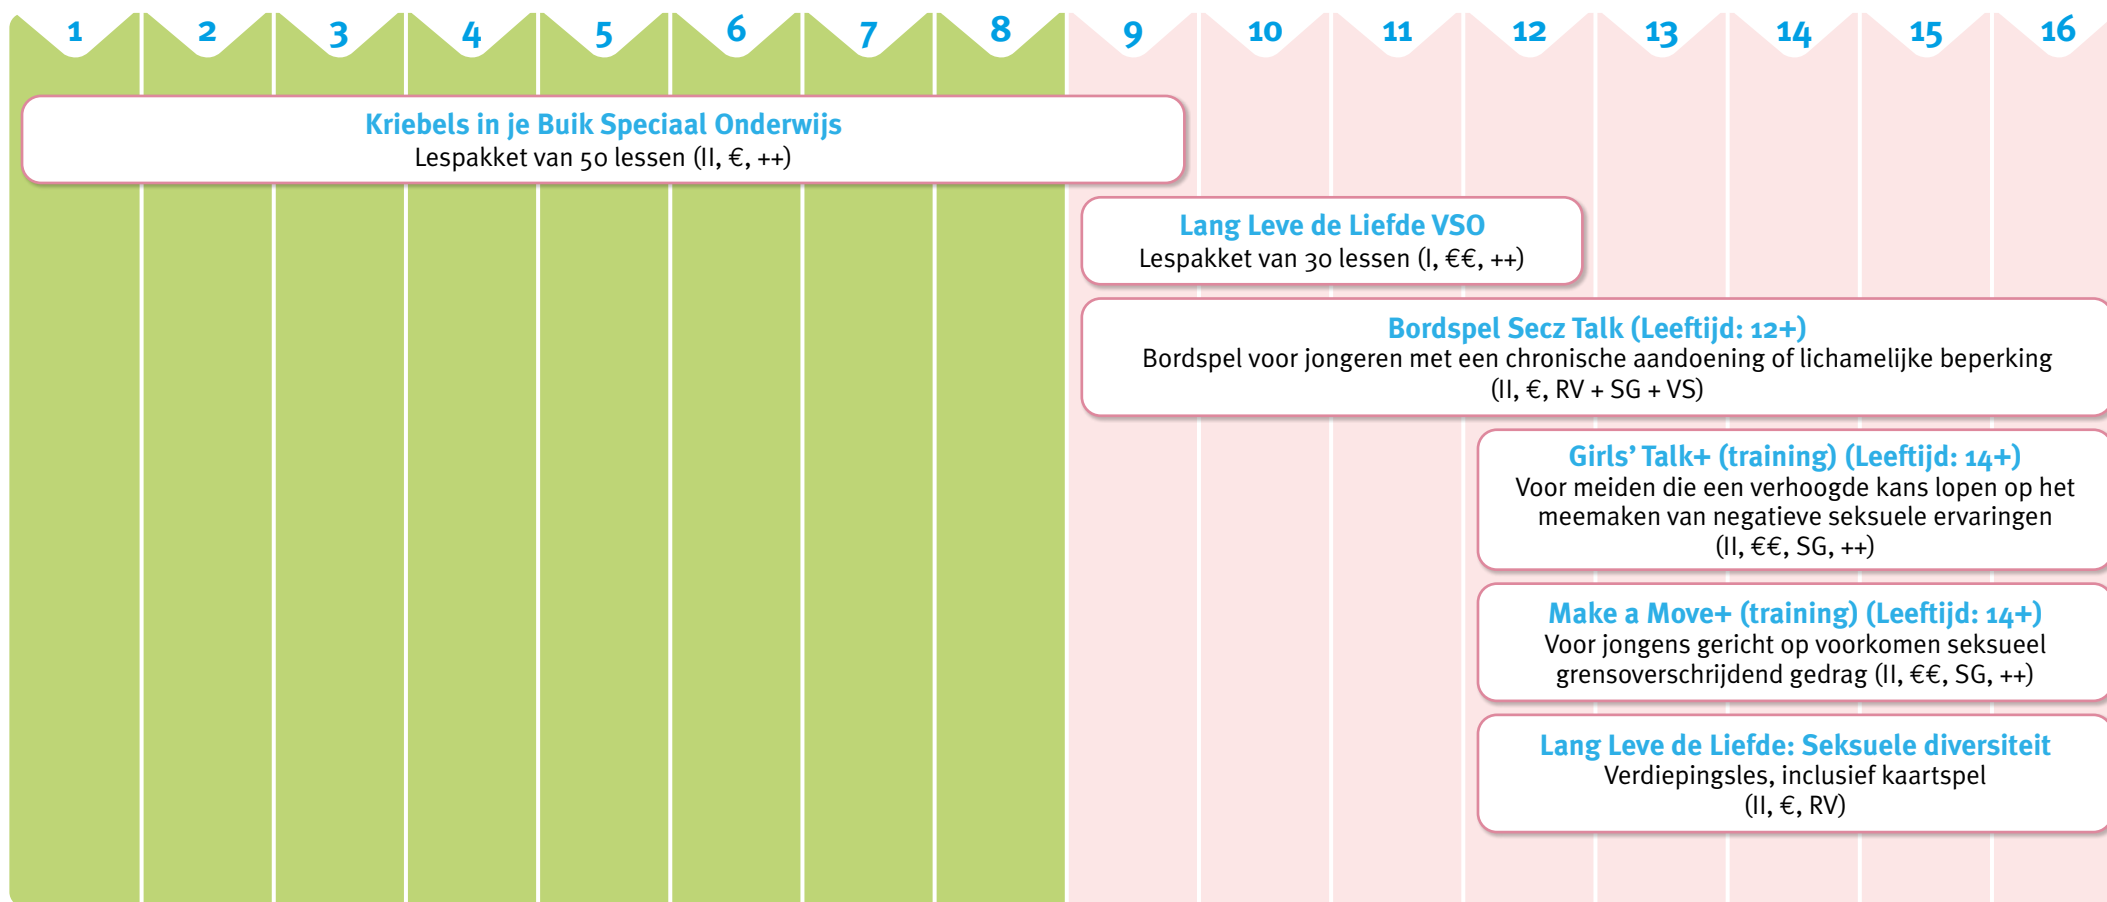 1 2 3 4 5 6 7 8 9 10 11 12 13 14 15 16
Kriebels in je Buik Speciaal Onderwijs
Lespakket van 50 lessen (II, €, ++)
Lang Leve de Liefde VSO
Lespakket van 30 lessen (I, €€, ++)
Bordspel Secz Talk (Leeftijd: 12+)
Bordspel voor jongeren met een chronische aandoening of lichamelijke beperking
(II, €, RV + SG + VS)
Girls’ Talk+ (training) (Leeftijd: 14+)
Voor meiden die een verhoogde kans lopen op het
meemaken van negatieve seksuele ervaringen
(II, €€, SG, ++)
Make a Move+ (training) (Leeftijd: 14+)
Voor jongens gericht op voorkomen seksueel
grensoverschrijdend gedrag (II, €€, SG, ++)
Lang Leve de Liefde: Seksuele diversiteit
Verdiepingsles, inclusief kaartspel
(II, €, RV)